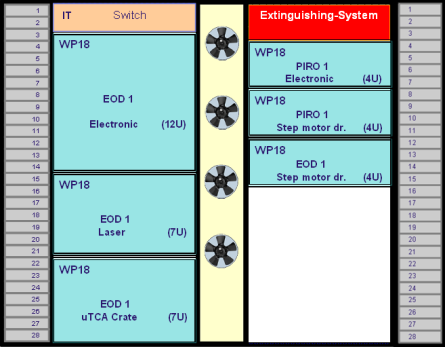 1
2
3
4
5
6
7
8
9
10
11
12
13
14
15
16
17
18
19
20
21
22
23
24
25
26
27
28
IT Switch
WP18
EOD 1
Electronic (12U)
WP18
EOD 1
Laser (7U)
WP18
EOD 1
uTCA Crate (7U)
Extinguishing-System
WP18
PIRO 1
Electronic (4U)
WP18
PIRO 1
Step motor dr. (4U)
WP18
EOD 1
Step motor dr. (4U)
1
2
3
4
5
6
7
8
9
10
11
12
13
14
15
16
17
18
19
20
21
22
23
24
25
26
27
28